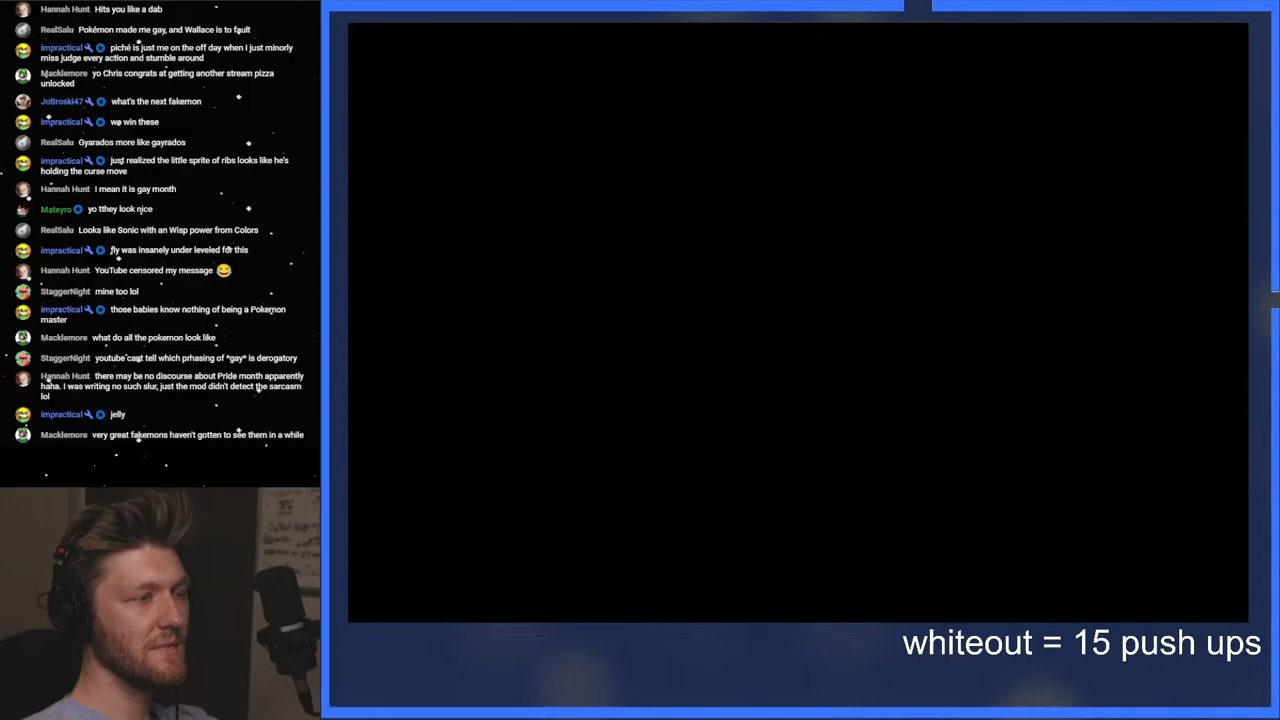 Hannah Hunt Hits you like a dab
RealSalu Pokémon made me gay, and Wallace is to fault
impractical piché is just me on the off day when I just minorly
miss judge every action and stumble around
Macklemore yo Chris congrats at getting another stream pizza
unlocked
JoBroski47 what's the next fakemon
impractical we win these
RealSalu Gyarados more like gayrados
impractical just realized the little sprite of ribs looks like he's
holding the curse move
Hannah Hunt I mean it is gay month
Mateyro yo tthey look nice
RealSalu Looks like Sonic with an Wisp power from Colors
impractical fly was insanely under leveled for this
Hannah Hunt YouTube censored my message 😂
StaggerNight mine too lol
impractical those babies know nothing of being a Pokemon
master
Macklemore what do all the pokemon look like
StaggerNight youtube cant tell which prhasing of *gay* is derogatory
Hannah Hunt there may be no discourse about Pride month apparently
haha. I was writing no such slur, just the mod didn't detect the sarcasm
lol
impractical jelly
Macklemore very great fakemons haven't gotten to see them in a while
whiteout = 15 push ups